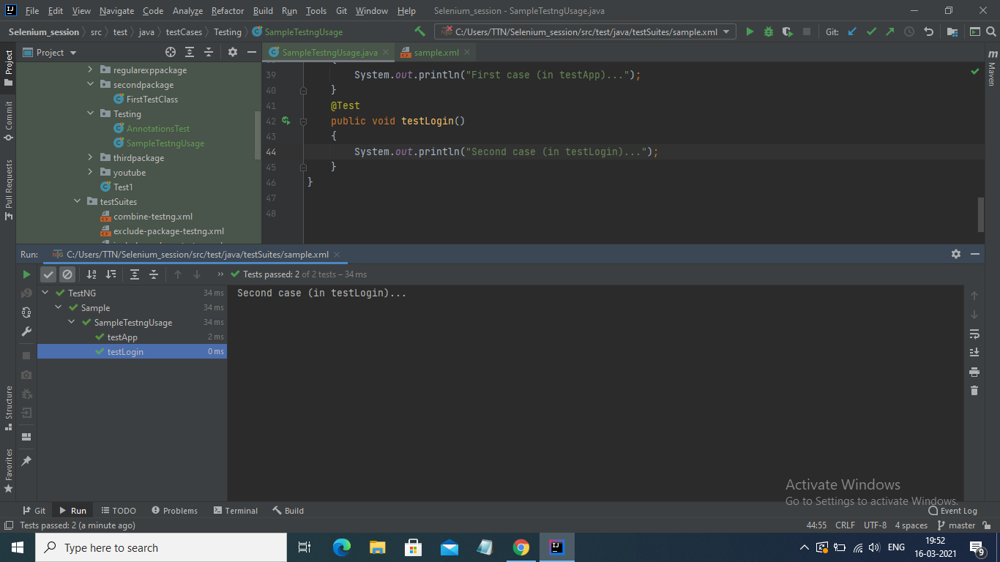 File Edit View Navigate Code Analyze Refactor Build Run Tools Git Window Help Selenium_session - SampleTestngUsage.java
Selenium_session src test java testCases Testing SampleTestngUsage C:/Users/TTN/Selenium_session/src/test/java/testSuites/sample.xml Git:
Project
SampleTestngUsage.java
sample.xml
Project
Commit
Pull Requests
Structure
Favorites
Maven
regularexppackage
secondpackage
FirstTestClass
Testing
AnnotationsTest
SampleTestngUsage
thirdpackage
youtube
Test1
testSuites
combine-testng.xml
exclude-package-testng.xml
{
39 System.out.println("First case (in testApp)...");
40 }
41 @Test
42 public void testLogin()
43 {
44 System.out.println("Second case (in testLogin)...");
45 }
46 }
47
48
Run: C:/Users/TTN/Selenium_session/src/test/java/testSuites/sample.xml
Tests passed: 2 of 2 tests – 34 ms
TestNG 34 ms
Sample 34 ms
SampleTestngUsage 34 ms
testApp 2 ms
testLogin 0 ms
Second case (in testLogin)...
Activate Windows
Go to Settings to activate Windows.
Git Run TODO Problems Terminal Build Event Log
Tests passed: 2 (a minute ago) 44:55 CRLF UTF-8 4 spaces master
Type here to search
ENG
19:52
16-03-2021
9